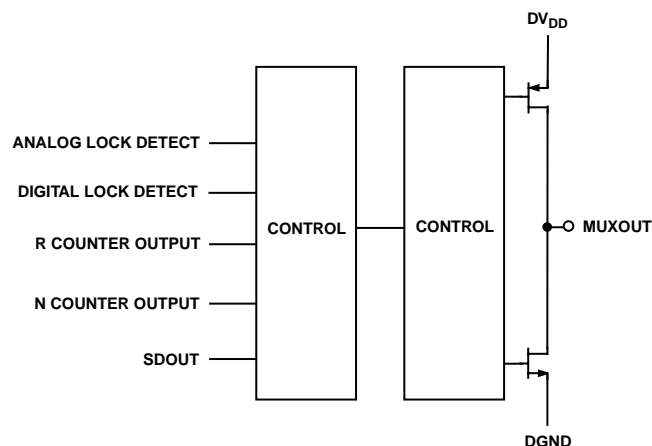 DVDD
ANALOG LOCK DETECT
DIGITAL LOCK DETECT
R COUNTER OUTPUT
N COUNTER OUTPUT
SDOUT
CONTROL
CONTROL
MUXOUT
DGND